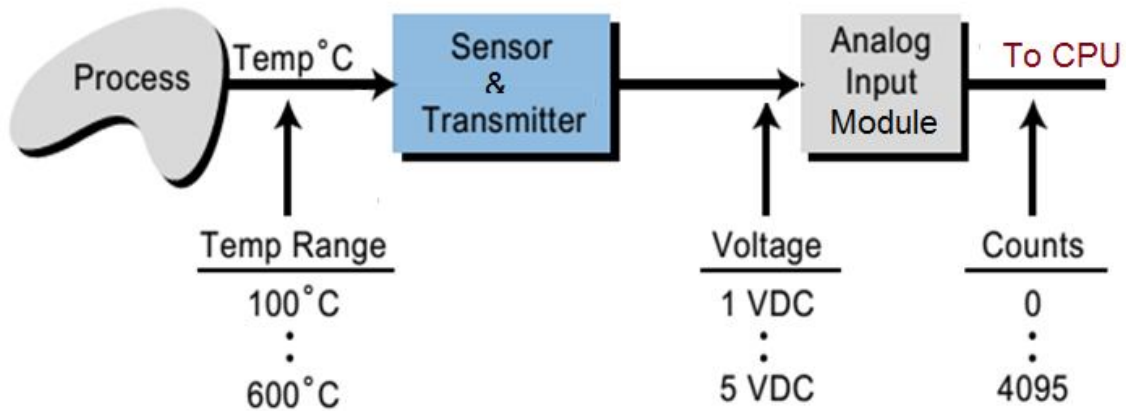 Process
Temp°C
Sensor
&
Transmitter
Analog
Input
Module
To CPU
Temp Range
100°C
:
600°C
Voltage
1 VDC
:
5 VDC
Counts
0
:
4095